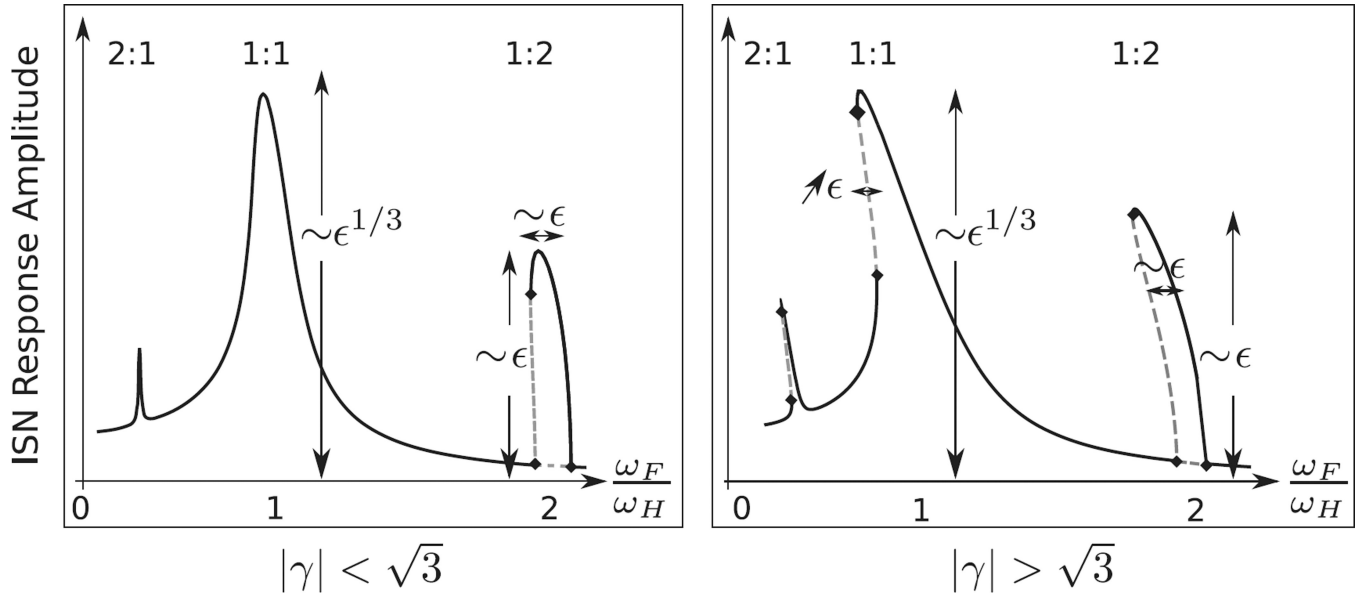 ISN Response Amplitude
2:1 1:1 1:2
~ϵ^{1/3}
~ϵ
~ϵ
0 1 2
ω_F/ω_H
|γ| < √3
2:1 1:1 1:2
ϵ
~ϵ^{1/3}
~ϵ
~ϵ
0 1 2
ω_F/ω_H
|γ| > √3